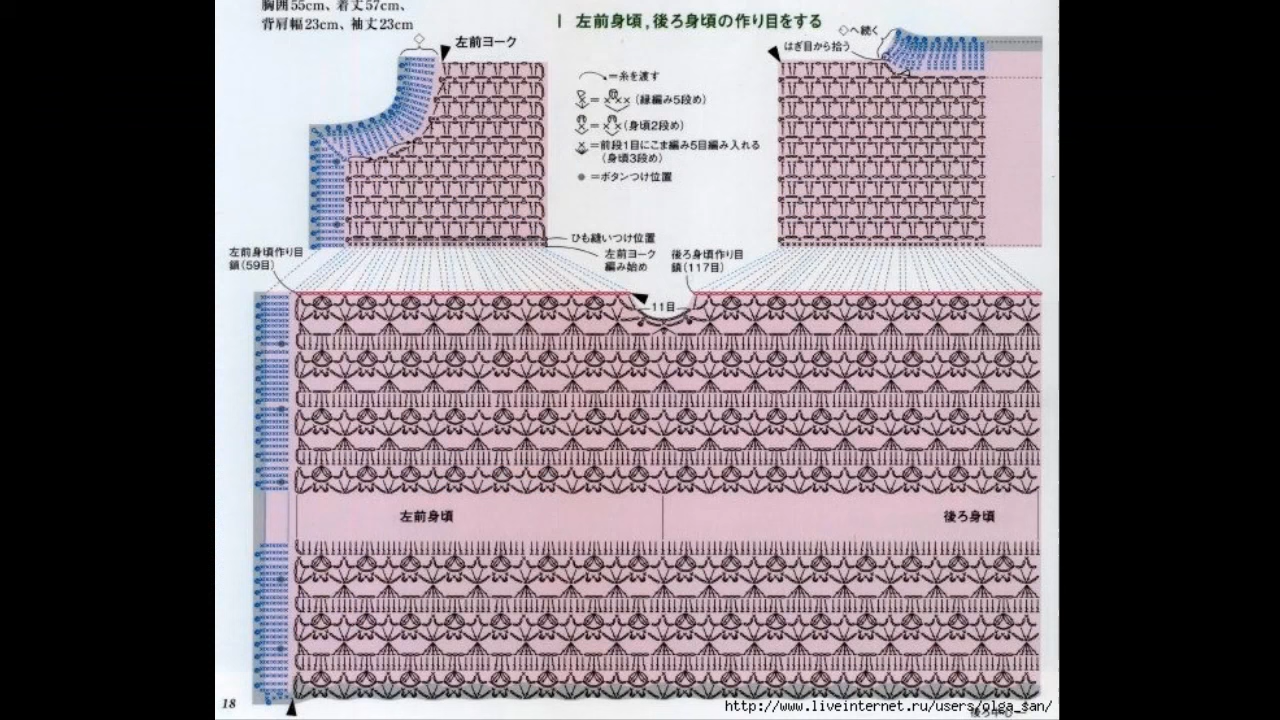 胸囲55cm、着丈57cm、
背肩幅23cm、袖丈23cm
1 左前身頃,後ろ身頃の作り目をする
左前ヨーク
◇
◇へ続く
はぎ目から拾う
=糸を渡す
= (縁編み5段め)
= (身頃2段め)
=前段1目にこま編み5目編み入れる
(身頃3段め)
● =ボタンつけ位置
ひも縫いつけ位置
左前ヨーク
編み始め
左前身頃作り目
鎖(59目)
後ろ身頃作り目
鎖(117目)
11目
左前身頃
後ろ身頃
18
http://www.liveinternet.ru/users/olga_san/